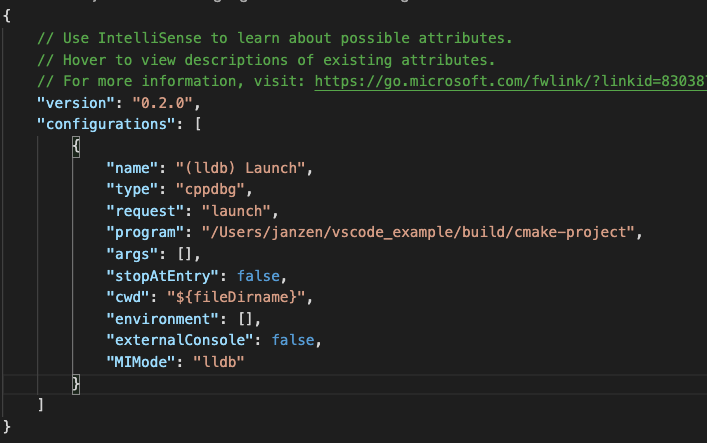 {
// Use IntelliSense to learn about possible attributes.
// Hover to view descriptions of existing attributes.
// For more information, visit: https://go.microsoft.com/fwlink/?linkid=830387
"version": "0.2.0",
"configurations": [
{
"name": "(lldb) Launch",
"type": "cppdbg",
"request": "launch",
"program": "/Users/janzen/vscode_example/build/cmake-project",
"args": [],
"stopAtEntry": false,
"cwd": "${fileDirname}",
"environment": [],
"externalConsole": false,
"MIMode": "lldb"
}
]
}